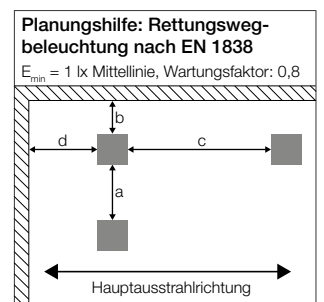 Planungshilfe: Rettungsweg-
beleuchtung nach EN 1838
Emin = 1 lx Mittellinie, Wartungsfaktor: 0,8
b
d
c
a
Hauptausstrahlrichtung